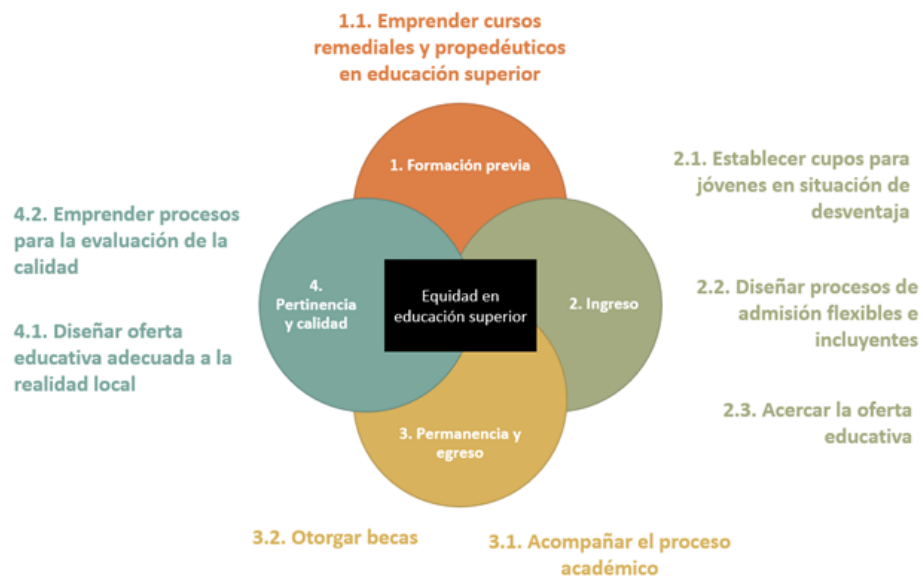 1.1. Emprender cursos
remediales y propedéuticos
en educación superior
1. Formación previa
2.1. Establecer cupos para
jóvenes en situación de
desventaja
4.2. Emprender procesos
para la evaluación de la
calidad
4.
Pertinencia
y calidad
Equidad en
educación superior
2. Ingreso
2.2. Diseñar procesos de
admisión flexibles e
incluyentes
4.1. Diseñar oferta
educativa adecuada a la
realidad local
2.3. Acercar la oferta
educativa
3. Permanencia y
egreso
3.2. Otorgar becas
3.1. Acompañar el proceso
académico